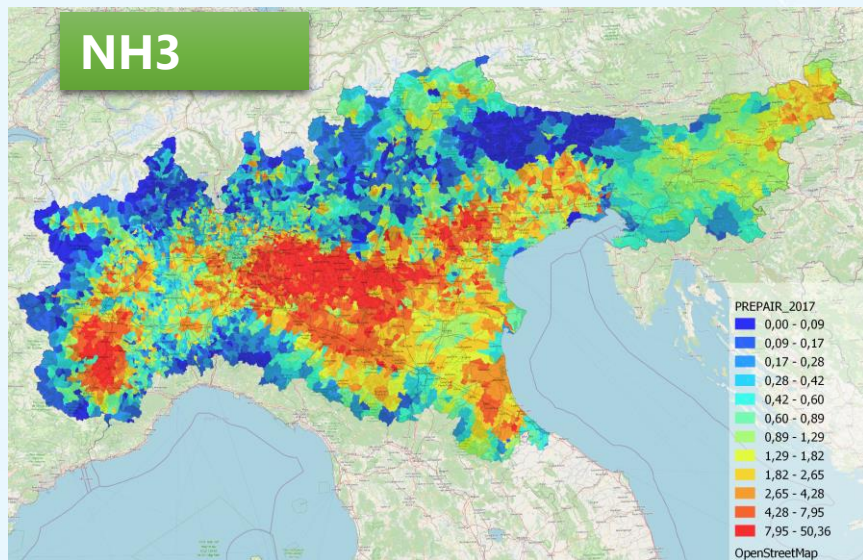 NH3
PREPAIR_2017
0,00 - 0,09
0,09 - 0,17
0,17 - 0,28
0,28 - 0,42
0,42 - 0,60
0,60 - 0,89
0,89 - 1,29
1,29 - 1,82
1,82 - 2,65
2,65 - 4,28
4,28 - 7,95
7,95 - 50,36
OpenStreetMap